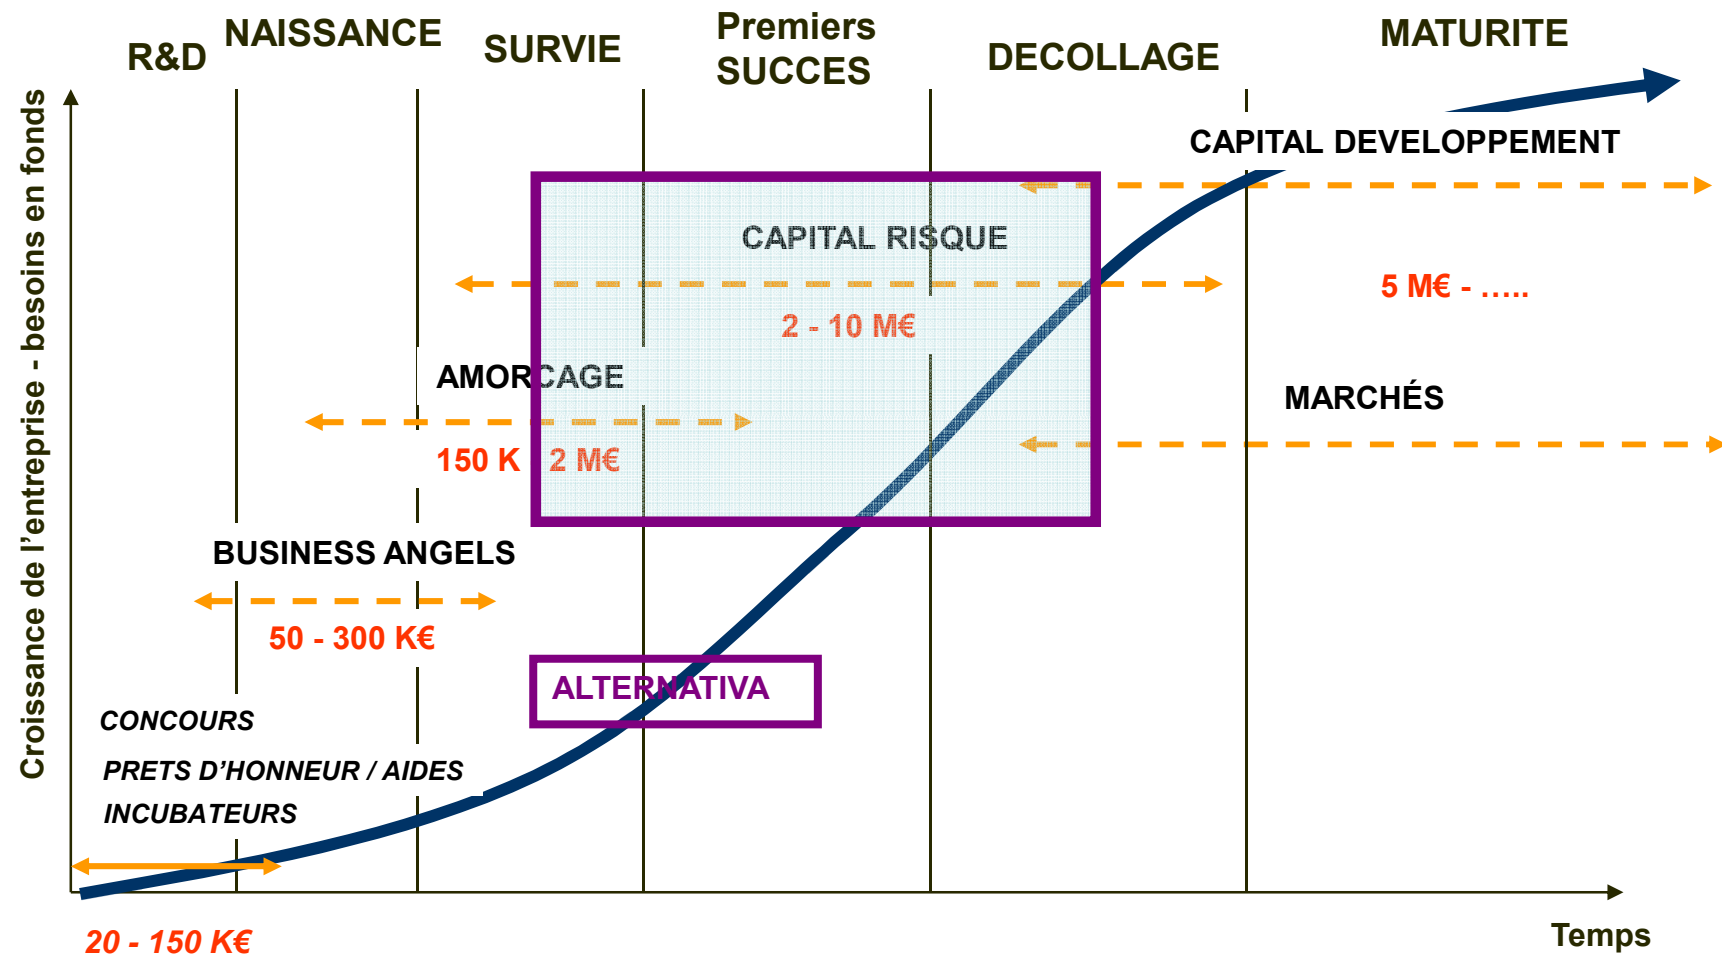 R&D
NAISSANCE
SURVIE
Premiers
SUCCES
DECOLLAGE
MATURITE
Croissance de l'entreprise - besoins en fonds
CAPITAL DEVELOPPEMENT
CAPITAL RISQUE
5 M€ - .....
2 - 10 M€
AMORCAGE
MARCHÉS
150 K 2 M€
BUSINESS ANGELS
50 - 300 K€
ALTERNATIVA
CONCOURS
PRETS D'HONNEUR / AIDES
INCUBATEURS
20 - 150 K€
Temps